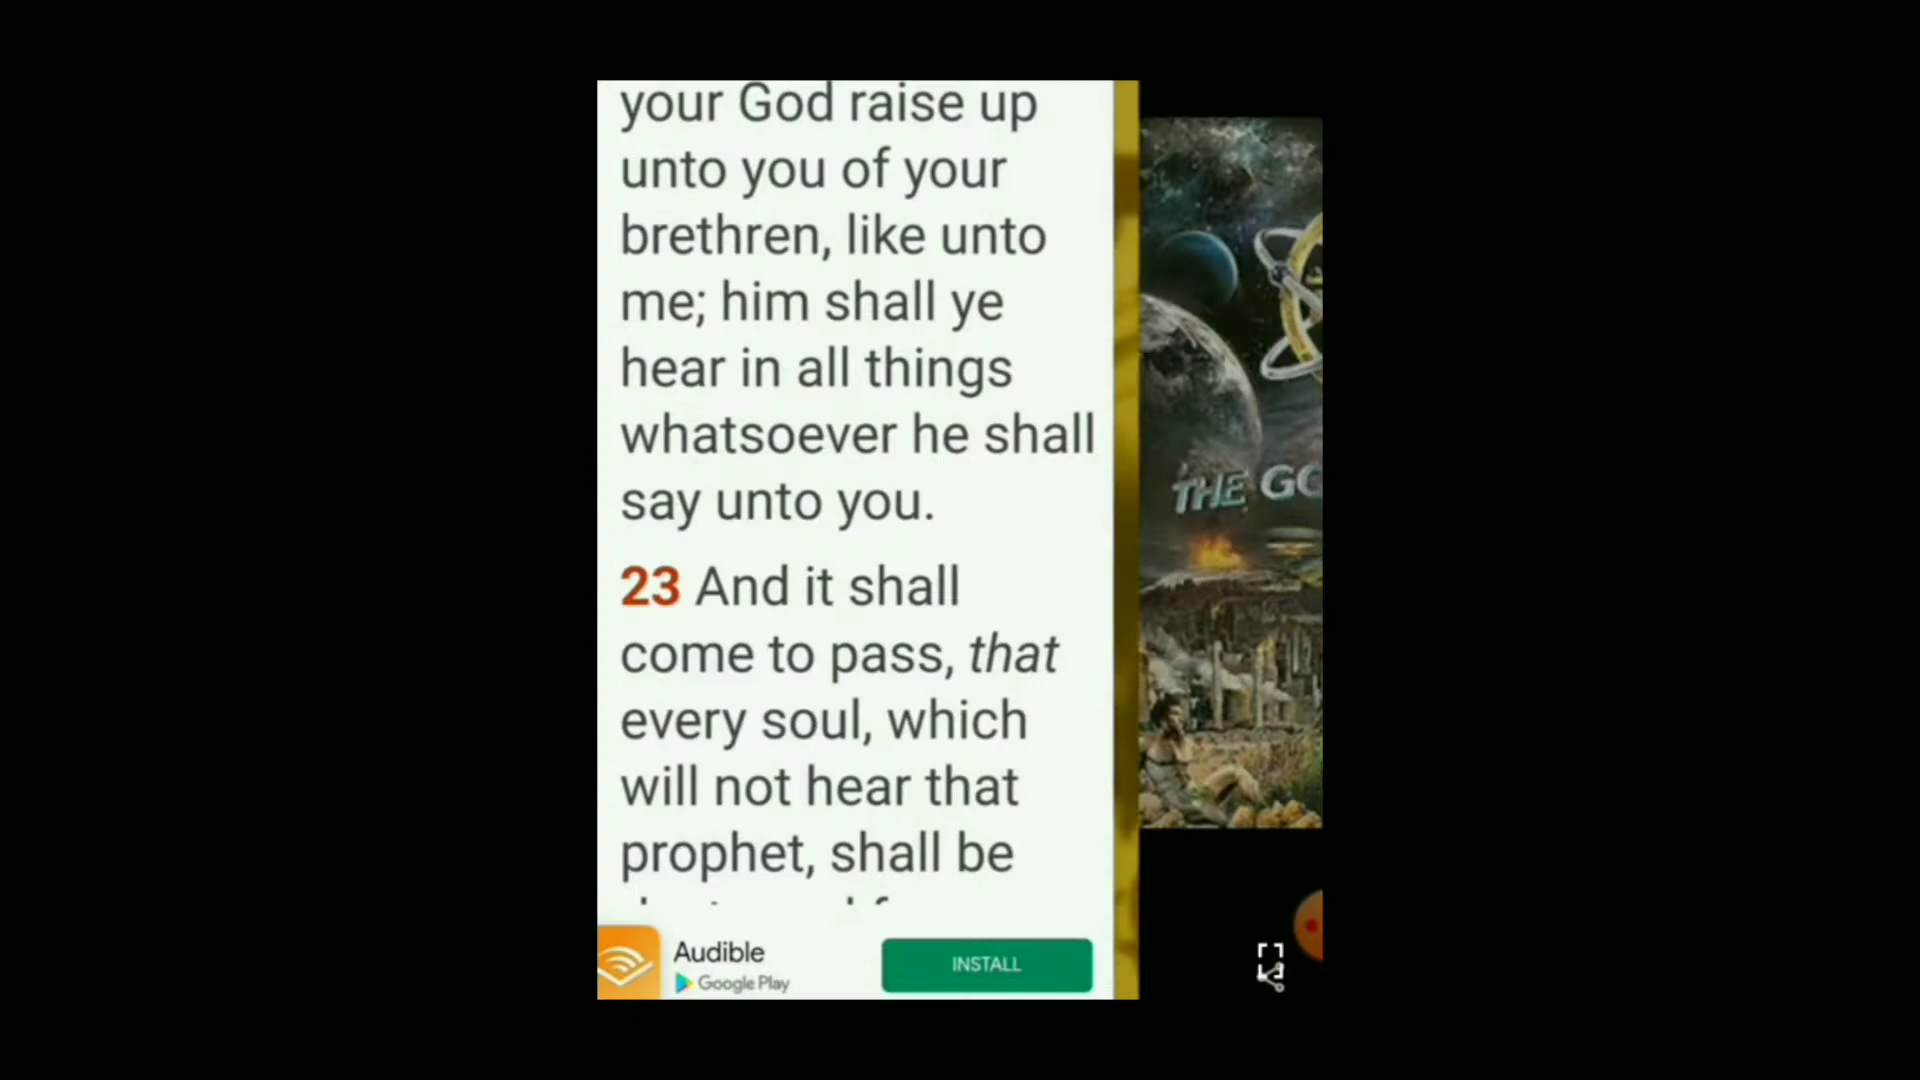 your God raise up
unto you of your
brethren, like unto
me; him shall ye
hear in all things
whatsoever he shall
say unto you.
23 And it shall
come to pass, that
every soul, which
will not hear that
prophet, shall be
Audible
Google Play
INSTALL
THE GO